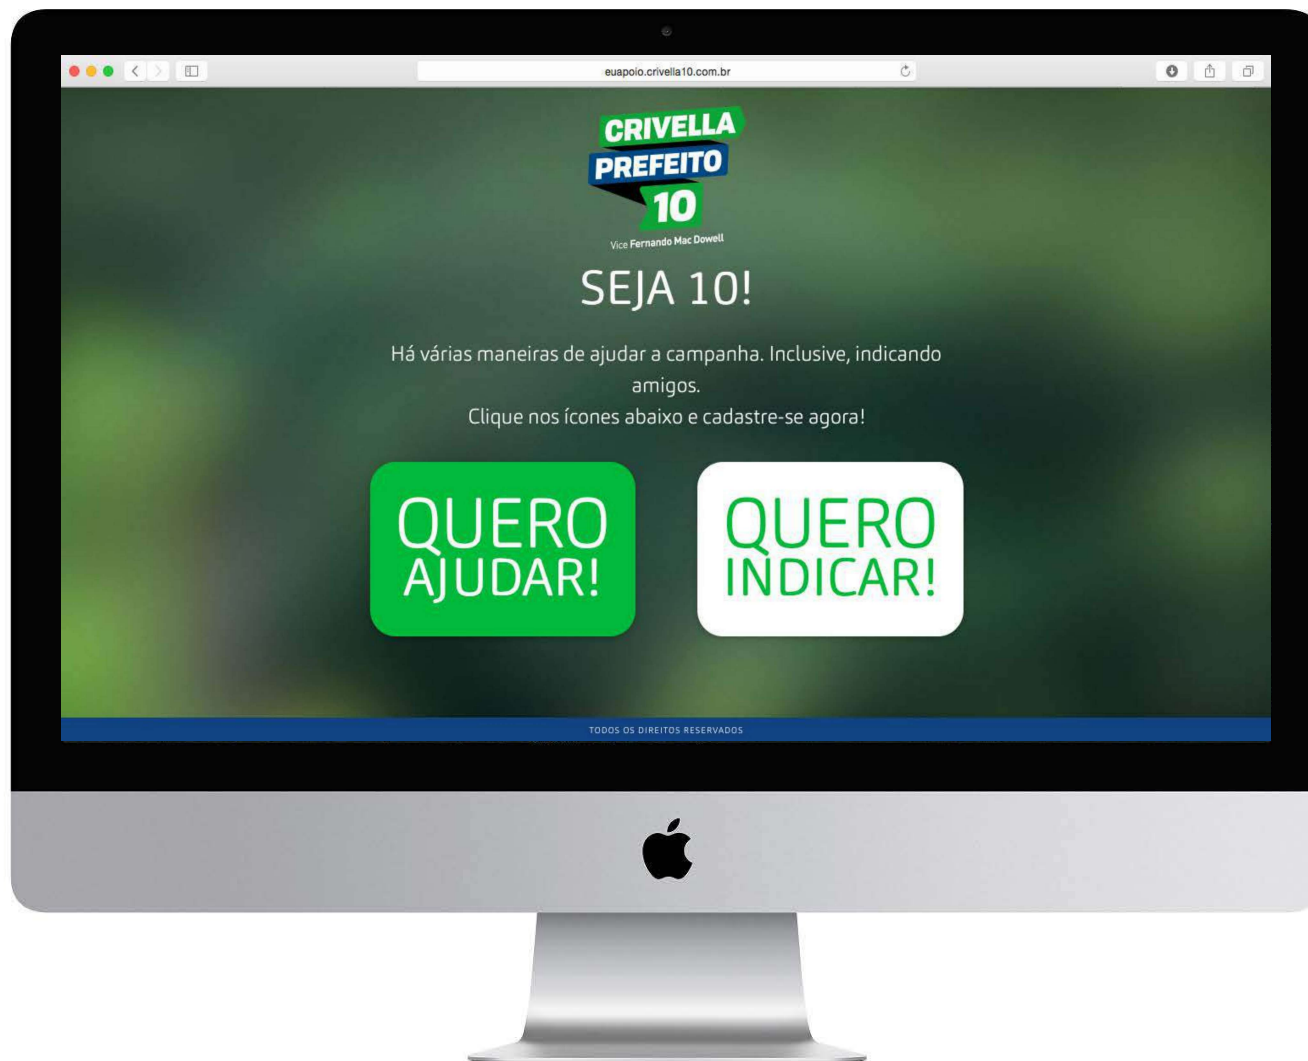 euapoio.crivella10.com.br
CRIVELLA
PREFEITO
10
Vice Fernando Mac Dowell
SEJA 10!
Há várias maneiras de ajudar a campanha. Inclusive, indicando
amigos.
Clique nos ícones abaixo e cadastre-se agora!
QUERO
AJUDAR!
QUERO
INDICAR!
TODOS OS DIREITOS RESERVADOS